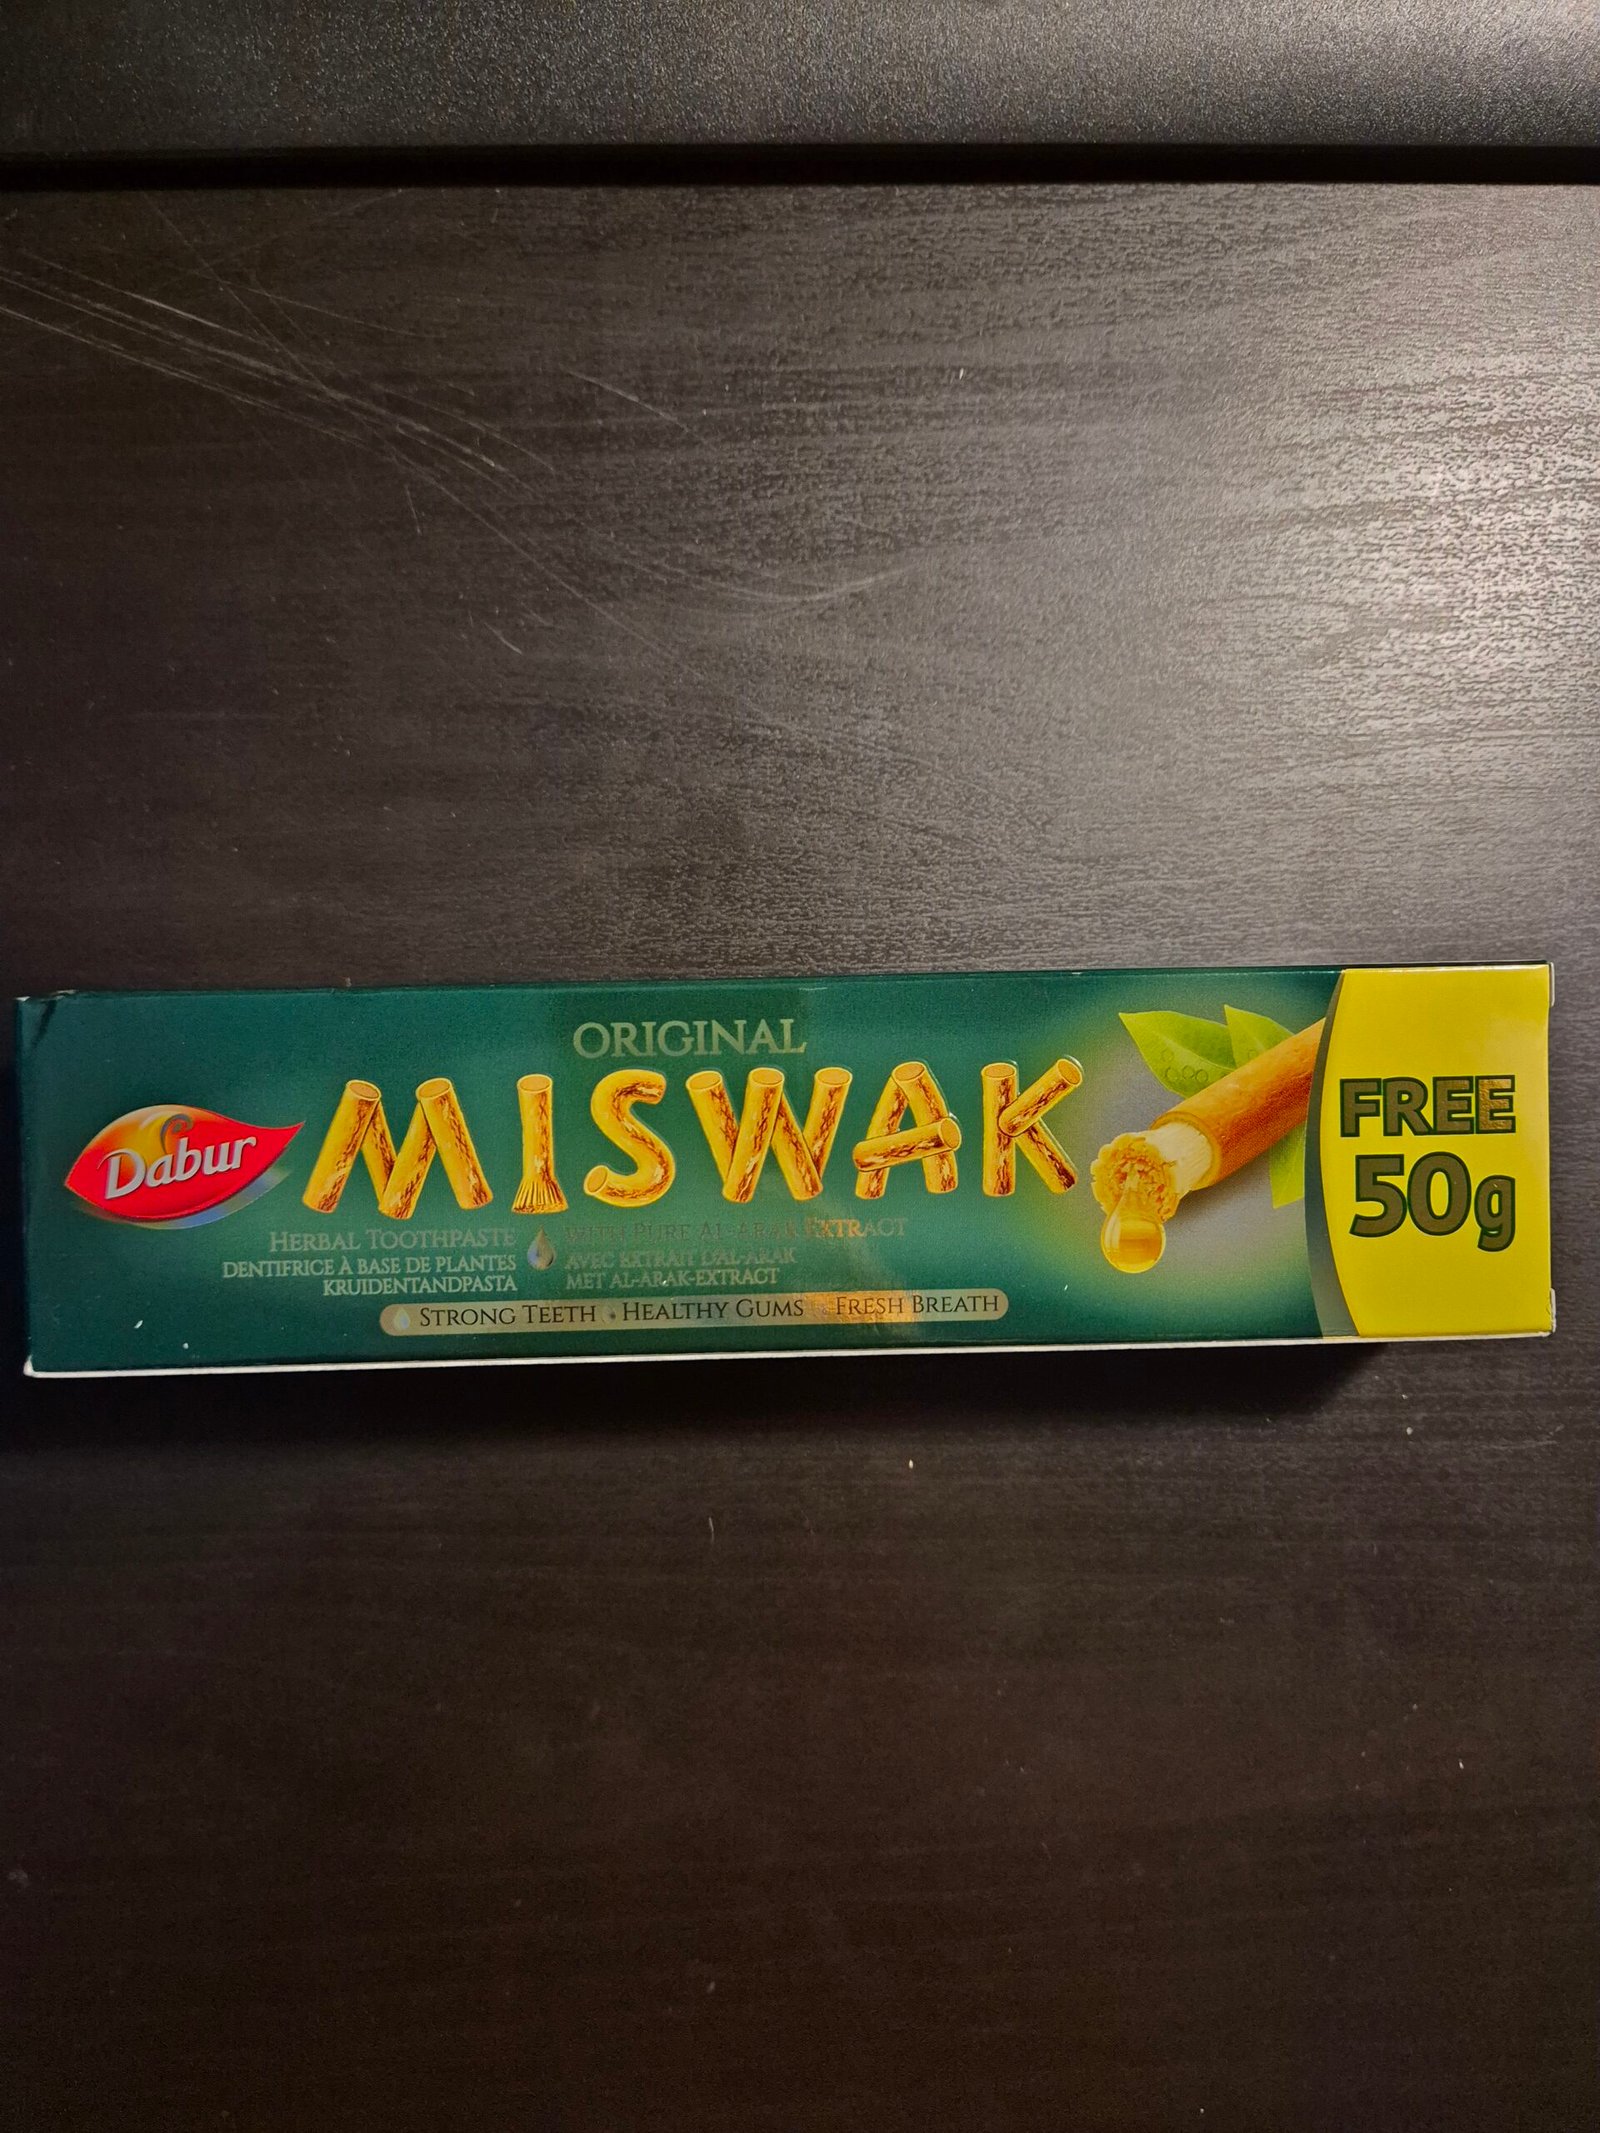 ORIGINAL
Dabur
MISWAK
HERBAL TOOTHPASTE
DENTIFRICE À BASE DE PLANTES
KRUIDENTANDPASTA
WITH PURE AL-ARAK EXTRACT
AVEC EXTRAIT D'AL-ARAK
MET AL-ARAK-EXTRACT
STRONG TEETH HEALTHY GUMS FRESH BREATH
FREE
50g